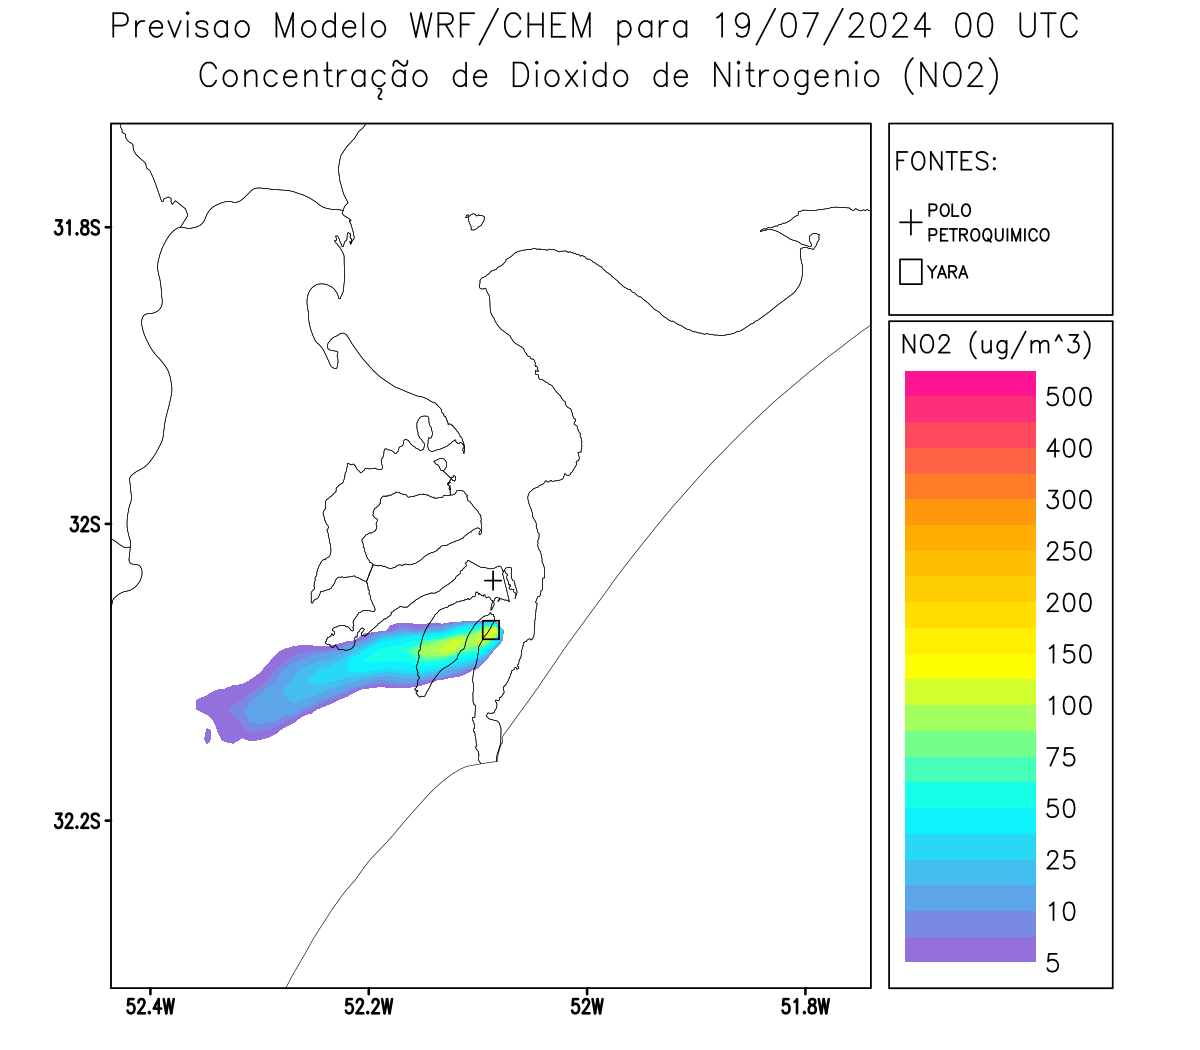 Previsao Modelo WRF/CHEM para 19/07/2024 00 UTC
Concentração de Dioxido de Nitrogenio (NO2)
FONTES:
POLO
PETROQUIMICO
YARA
NO2 (ug/m^3)
500
400
300
250
200
150
100
75
50
25
10
5
31.8S
32S
32.2S
52.4W
52.2W
52W
51.8W